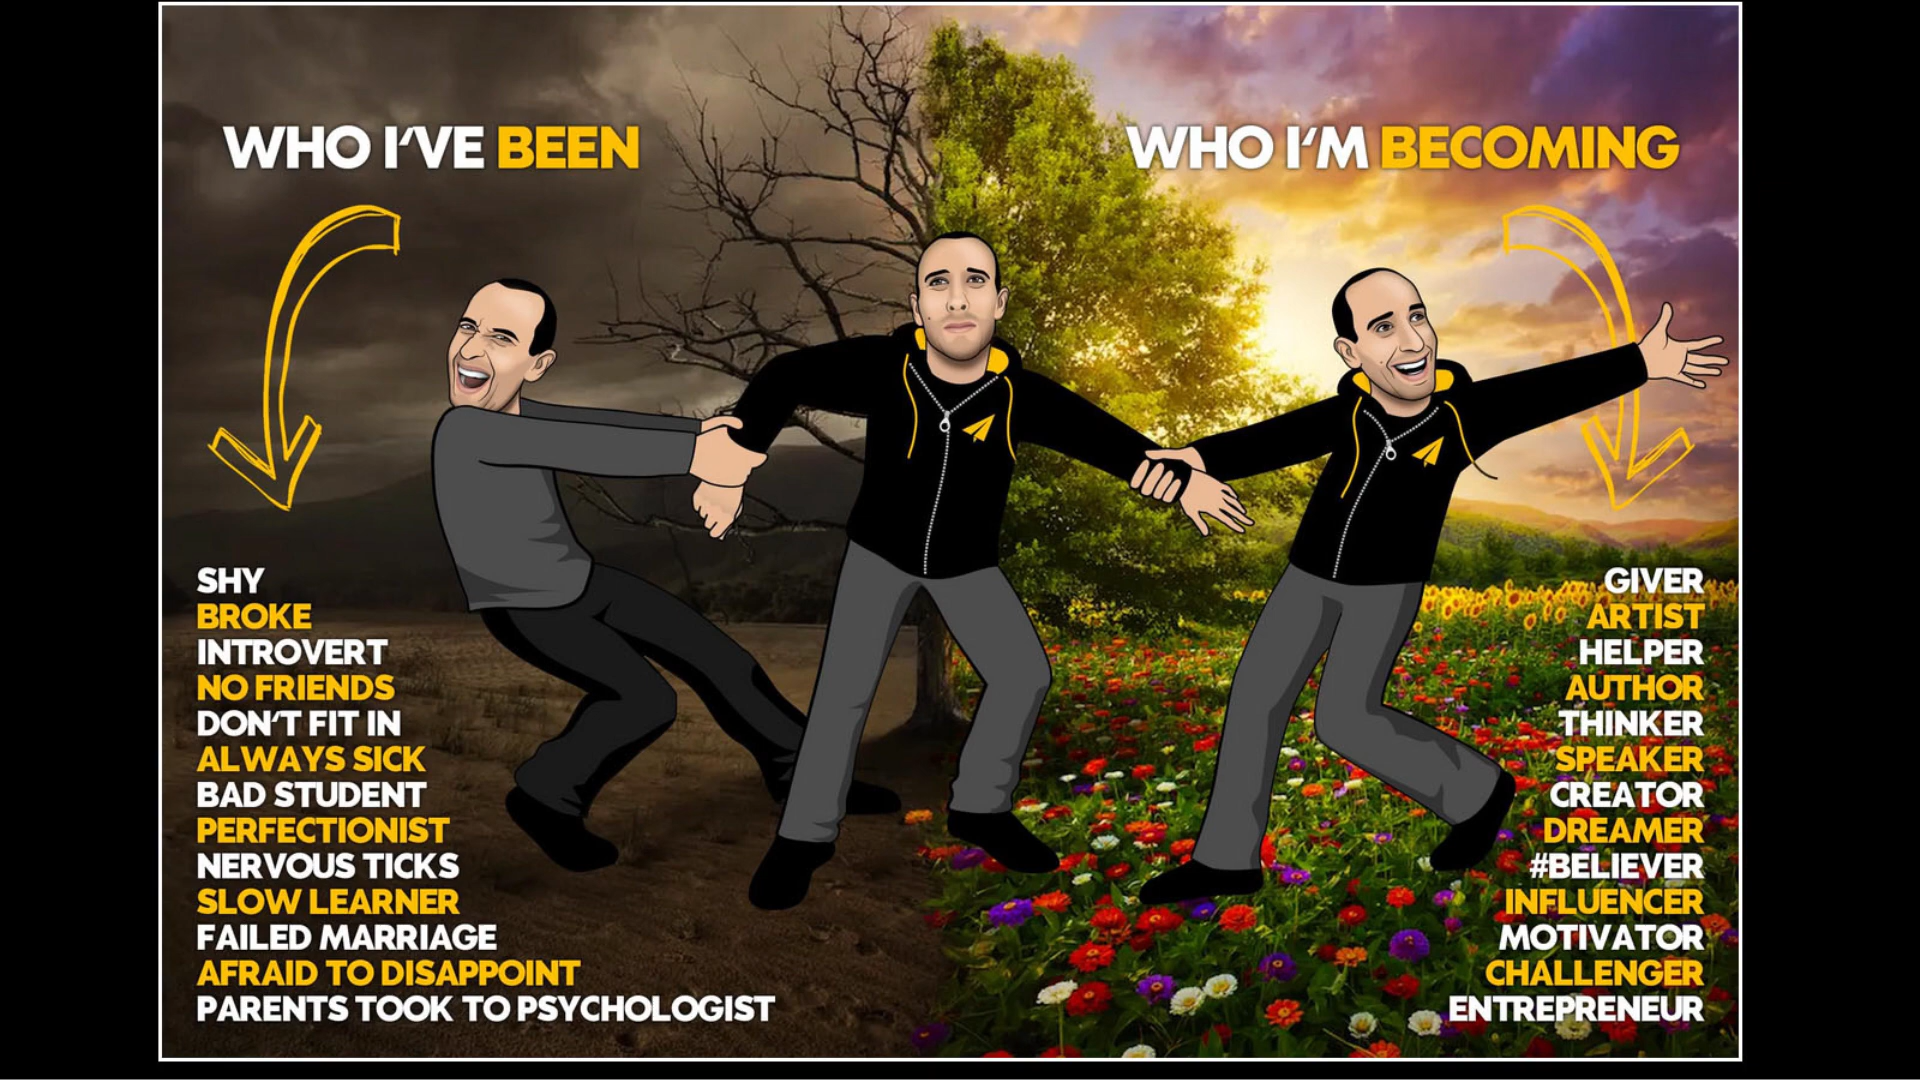 WHO I'VE BEEN
SHY
BROKE
INTROVERT
NO FRIENDS
DON'T FIT IN
ALWAYS SICK
BAD STUDENT
PERFECTIONIST
NERVOUS TICKS
SLOW LEARNER
FAILED MARRIAGE
AFRAID TO DISAPPOINT
PARENTS TOOK TO PSYCHOLOGIST
WHO I'M BECOMING
GIVER
ARTIST
HELPER
AUTHOR
THINKER
SPEAKER
CREATOR
DREAMER
#BELIEVER
INFLUENCER
MOTIVATOR
CHALLENGER
ENTREPRENEUR